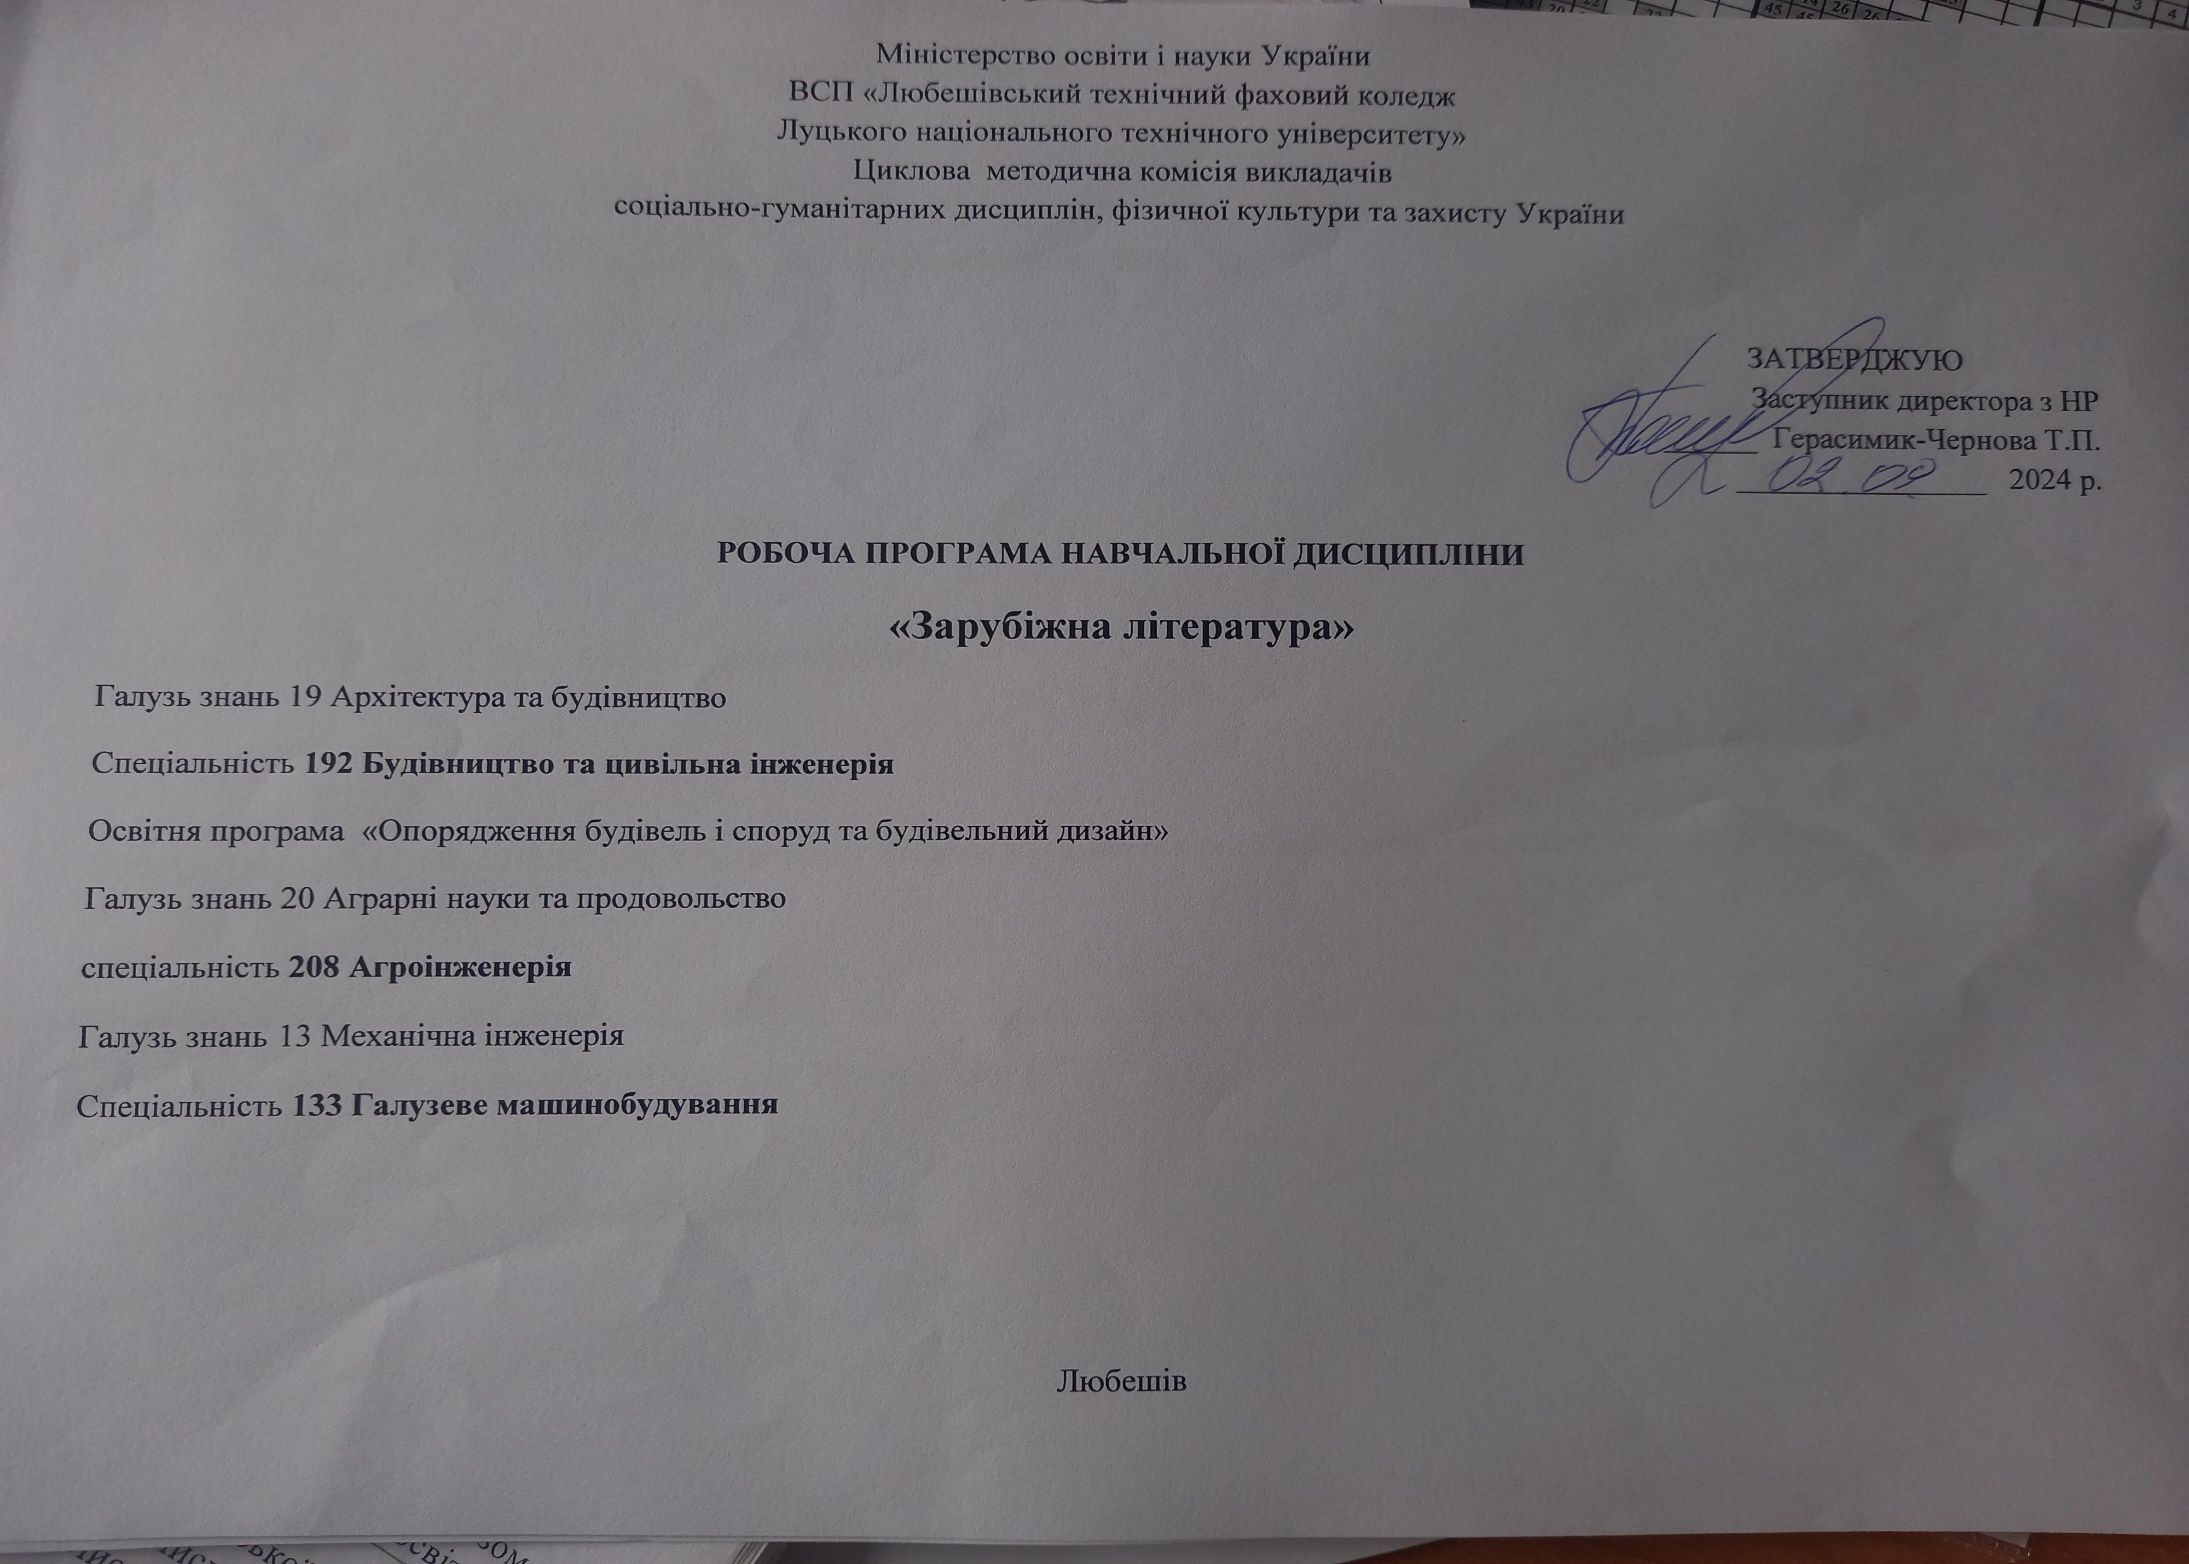 Міністерство освіти і науки України
ВСП «Любешівський технічний фаховий коледж
Луцького національного технічного університету»
Циклова методична комісія викладачів
соціально-гуманітарних дисциплін, фізичної культури та захисту України
ЗАТВЕРДЖУЮ
Заступник директора з НР
Герасимик-Чернова Т.П.
02.09 2024 р.
РОБОЧА ПРОГРАМА НАВЧАЛЬНОЇ ДИСЦИПЛІНИ
«Зарубіжна література»
Галузь знань 19 Архітектура та будівництво
Спеціальність 192 Будівництво та цивільна інженерія
Освітня програма «Опорядження будівель і споруд та будівельний дизайн»
Галузь знань 20 Аграрні науки та продовольство
спеціальність 208 Агроінженерія
Галузь знань 13 Механічна інженерія
Спеціальність 133 Галузеве машинобудування
Любешів